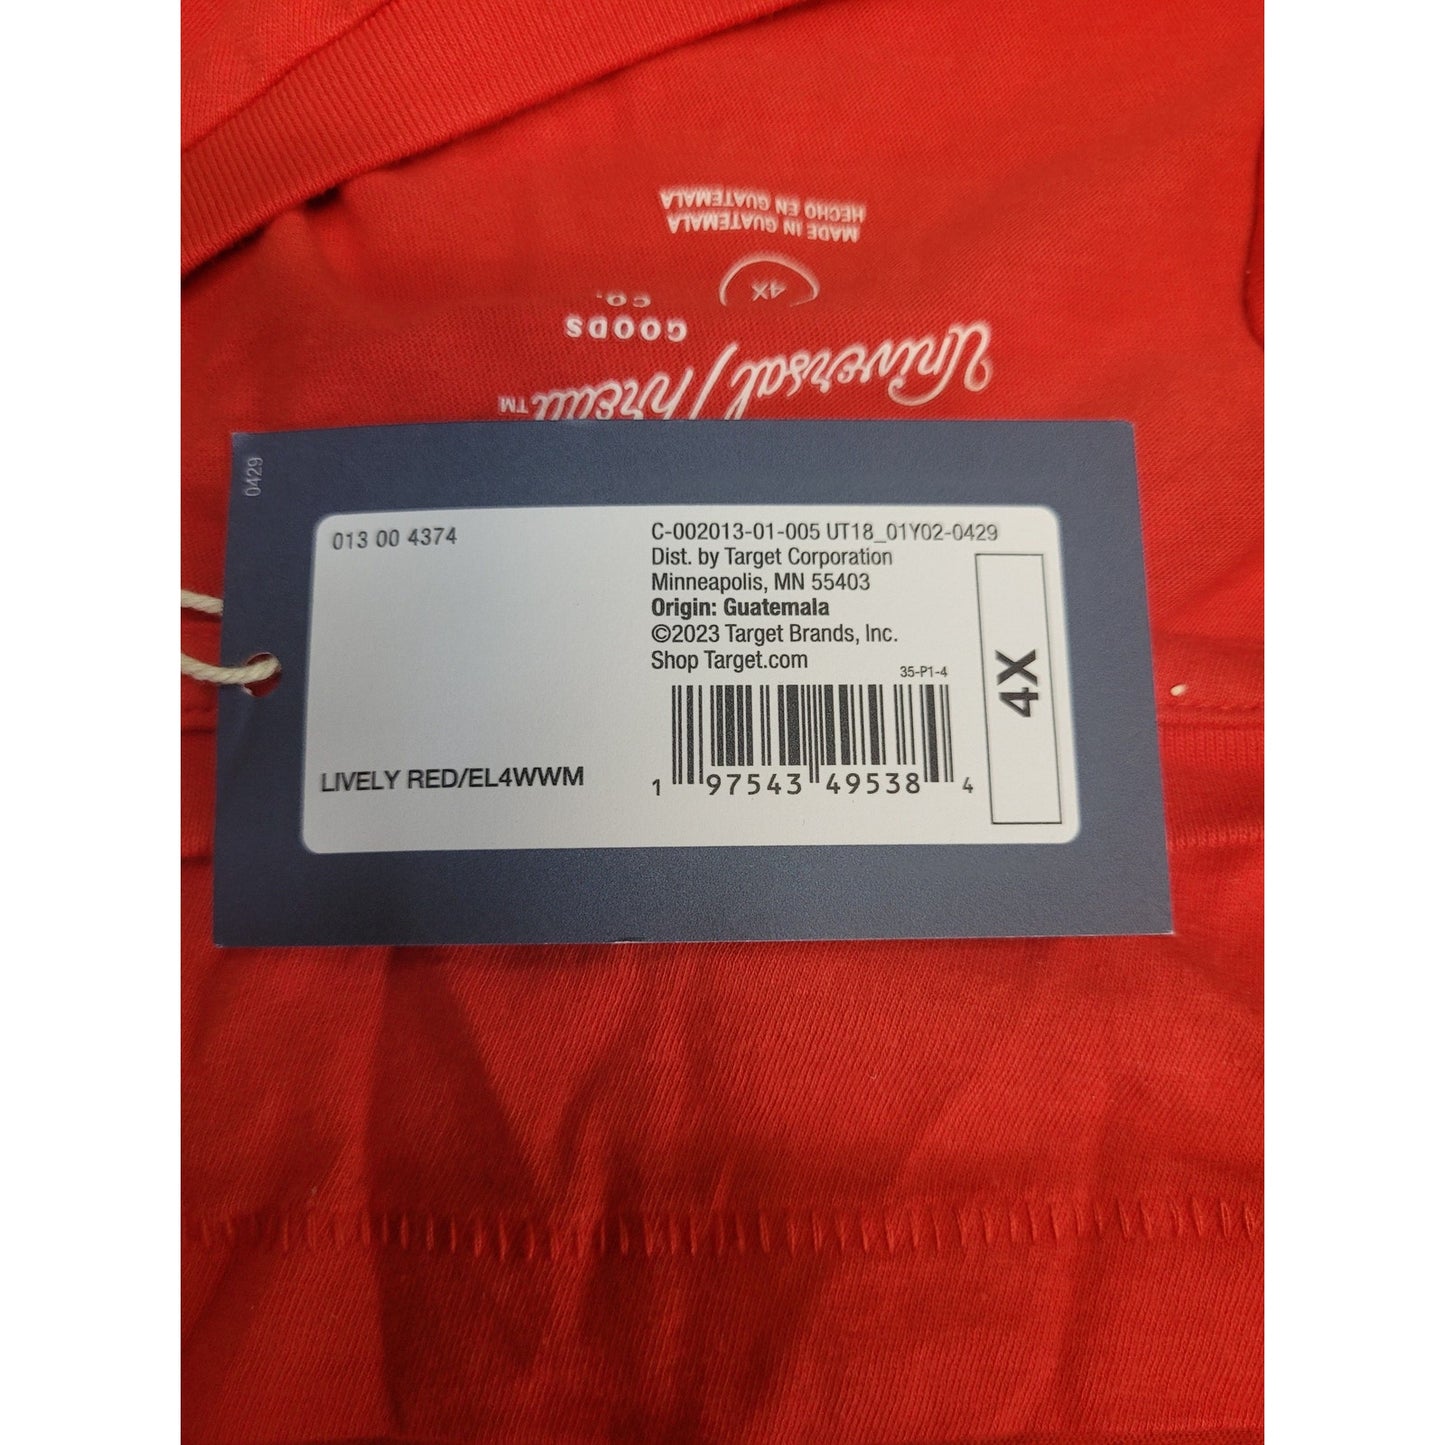 HECHO EN GUATEMALA
MADE IN GUATEMALA
4X
GOODS
CO.
Universal Thread
TM
0429
013 00 4374
C-002013-01-005 UT18_01Y02-0429
Dist. by Target Corporation
Minneapolis, MN 55403
Origin: Guatemala
©2023 Target Brands, Inc.
Shop Target.com
35-P1-4
4X
LIVELY RED/EL4WWM
1 97543 49538 4